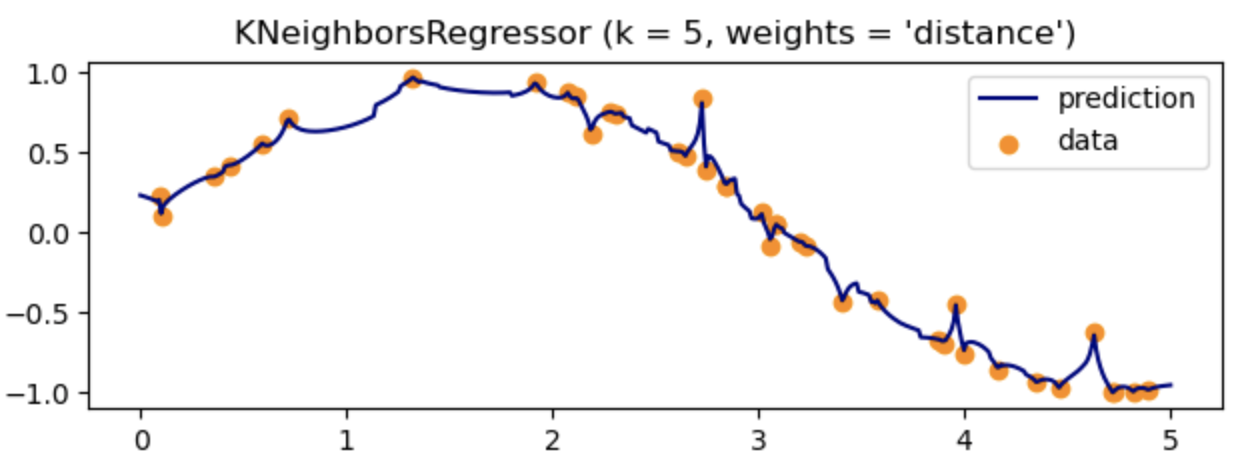 KNeighborsRegressor (k = 5, weights = 'distance')
1.0
0.5
0.0
−0.5
−1.0
prediction
data
0 1 2 3 4 5